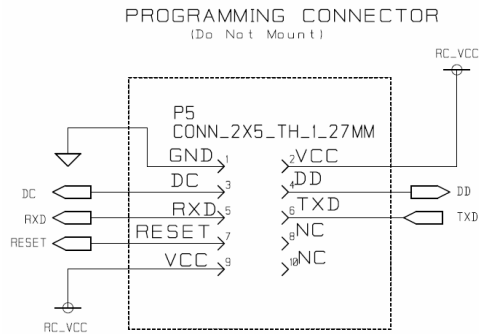 PROGRAMMING CONNECTOR
(Do Not Mount)
RC_VCC
P5
CONN_2X5_TH_1_27MM
GND 1 2 VCC
DC DC 3 4 DD DD
RXD RXD 5 6 TXD TXD
RESET RESET 7 8 NC
VCC 9 10 NC
RC_VCC